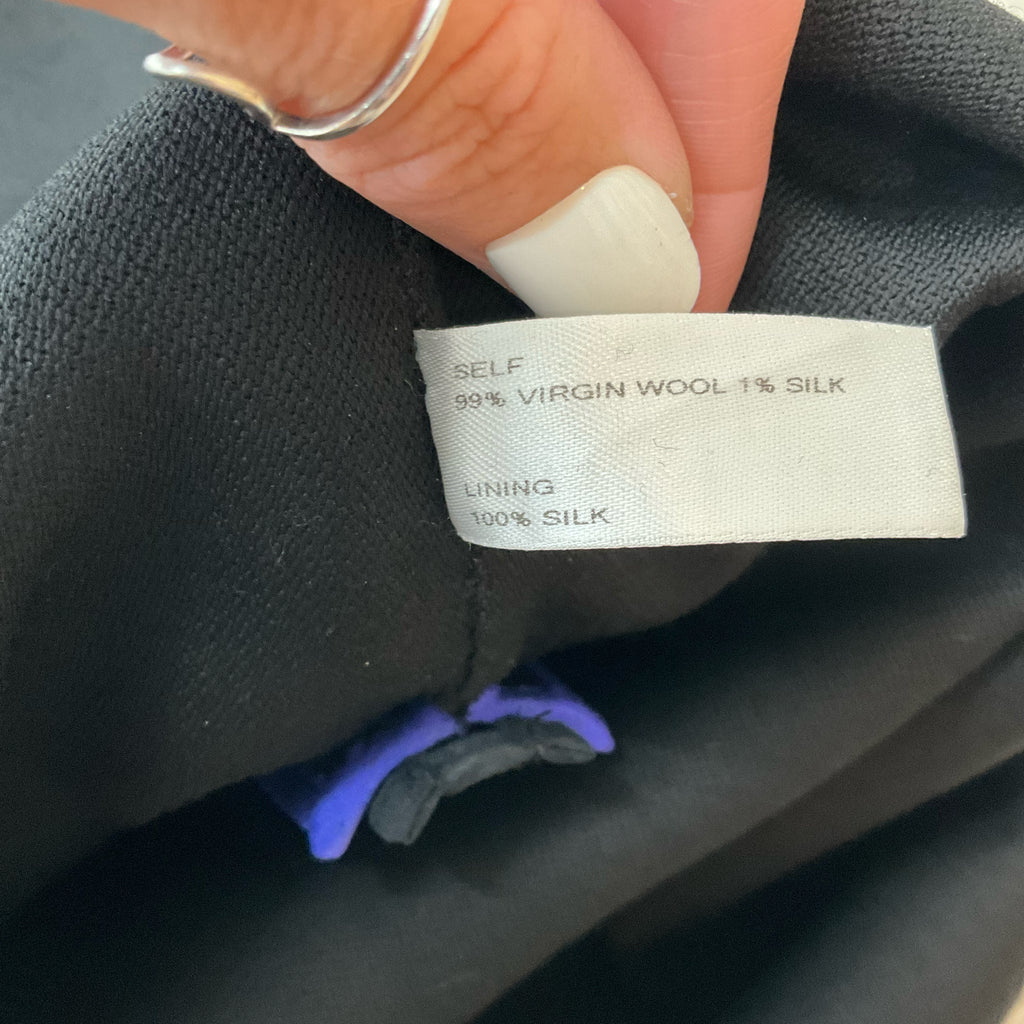 SELF
99% VIRGIN WOOL 1% SILK
LINING
100% SILK